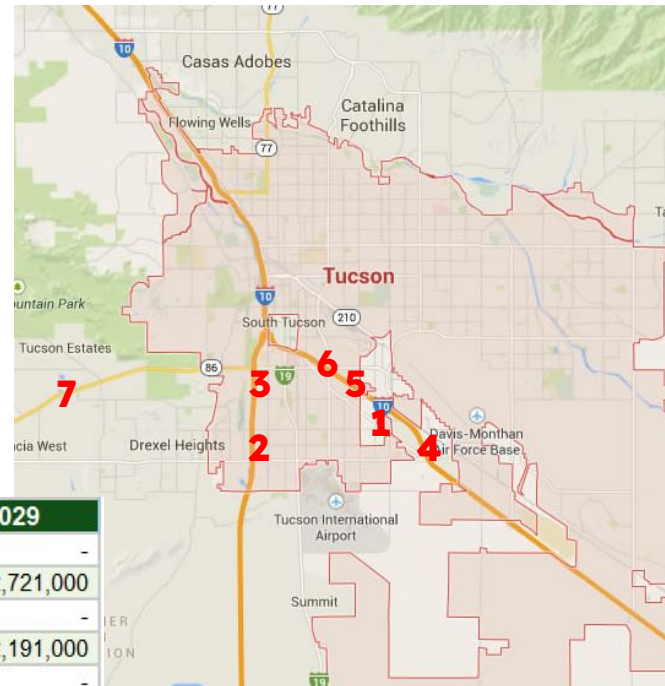 77
10
Casas Adobes
Catalina
Foothills
Flowing Wells
77
Tucson
10
untain Park
210
South Tucson
Tucson Estates
86
6
7
3
19
5
10
1
cia West
Drexel Heights
2
4
Davis-Monthan
Air Force Base
029
-
,721,000
-
,191,000
-
Tucson International
Airport
Summit
ION
19